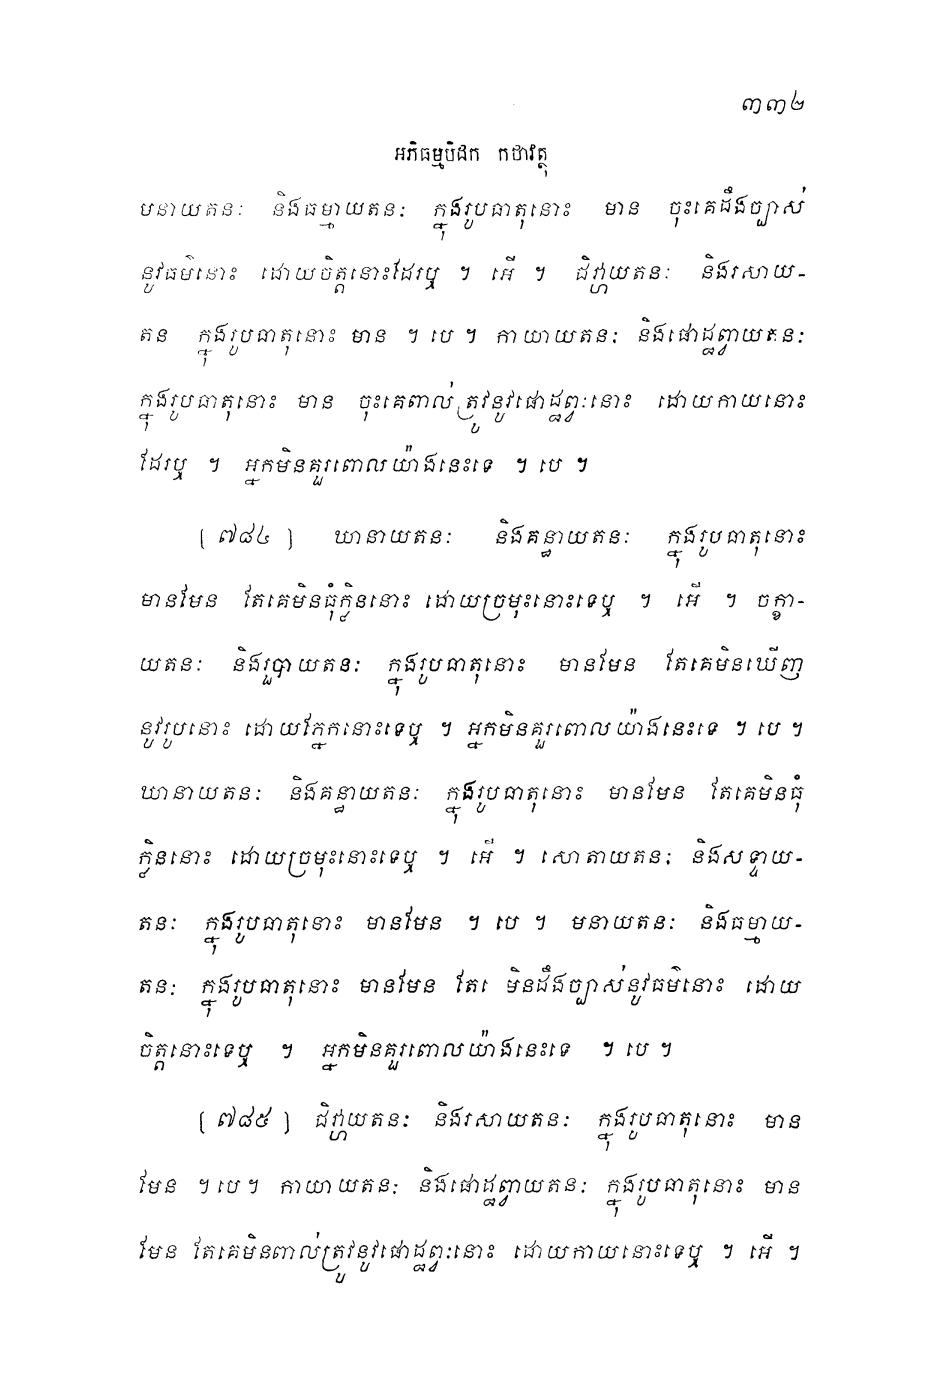 ៣៣២
អភិធម្មបិដក កថាវត្ថុ
មនាយតនៈ និងធម្មាយតនៈ ក្នុងរូបធាតុនោះ មាន ចុះគេដឹងច្បាស់
នូវធម៌នោះ ដោយចិត្តនោះដែរឬ ។ អើ ។ ជិវ្ហាយតនៈ និងរសាយ-
តន ក្នុងរូបធាតុនោះ មាន ។ បេ ។ កាយាយតនៈ និងផោដ្ឋព្វាយតនៈ
ក្នុងរូបធាតុនោះ មាន ចុះគេពាល់ត្រូវនូវផោដ្ឋព្វៈនោះ ដោយកាយនោះ
ដែរឬ ។ អ្នកមិនគួរពោលយ៉ាងនេះទេ ។ បេ ។
[ ៧៨៤ ] ឃានាយតនៈ និងគន្ធាយតនៈ ក្នុងរូបធាតុនោះ
មានមែន តែគេមិនធុំក្លិននោះ ដោយច្រមុះនោះទេឬ ។ អើ ។ ចក្ខា-
យតនៈ និងរូបាយតនៈ ក្នុងរូបធាតុនោះ មានមែន តែគេមិនឃើញ
នូវរូបនោះ ដោយភ្នែកនោះទេឬ ។ អ្នកមិនគួរពោលយ៉ាងនេះទេ ។ បេ ។
ឃានាយតនៈ និងគន្ធាយតនៈ ក្នុងរូបធាតុនោះ មានមែន តែគេមិនធុំ
ក្លិននោះ ដោយច្រមុះនោះទេឬ ។ អើ ។ សោតាយតនៈ និងសទ្ទាយ-
តនៈ ក្នុងរូបធាតុនោះ មានមែន ។ បេ ។ មនាយតនៈ និងធម្មាយ-
តនៈ ក្នុងរូបធាតុនោះ មានមែន តែគេ មិនដឹងច្បាស់នូវធម៌នោះ ដោយ
ចិត្តនោះទេឬ ។ អ្នកមិនគួរពោលយ៉ាងនេះទេ ។ បេ ។
[ ៧៨៥ ] ជិវ្ហាយតនៈ និងរសាយតនៈ ក្នុងរូបធាតុនោះ មាន
មែន ។ បេ ។ កាយាយតនៈ និងផោដ្ឋព្វាយតនៈ ក្នុងរូបធាតុនោះ មាន
មែន តែគេមិនពាល់ត្រូវនូវផោដ្ឋព្វៈនោះ ដោយកាយនោះទេឬ ។ អើ ។